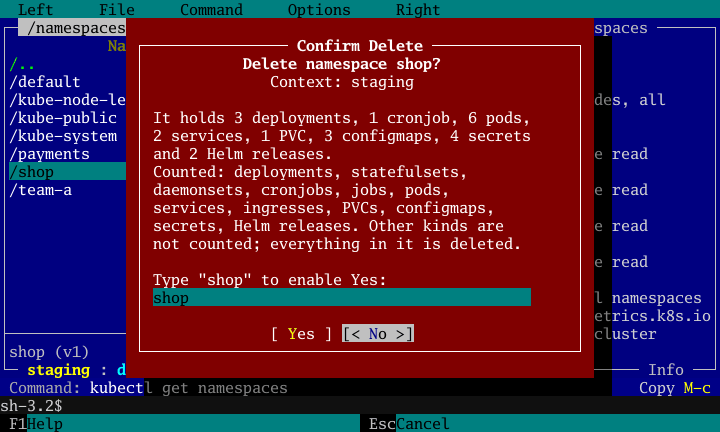 Left File Command Options Right
/namespaces spaces
Confirm Delete
Na
Delete namespace shop?
/..
Context: staging
/default
/kube-node-le des, all
It holds 3 deployments, 1 cronjob, 6 pods,
/kube-public
2 services, 1 PVC, 3 configmaps, 4 secrets
/kube-system
and 2 Helm releases.
/payments e read
Counted: deployments, statefulsets,
/shop
daemonsets, cronjobs, jobs, pods,
/team-a e read
services, ingresses, PVCs, configmaps,
secrets, Helm releases. Other kinds are
e read
not counted; everything in it is deleted.
e read
Type "shop" to enable Yes:
shop
l namespaces
etrics.k8s.io
[ Yes ] [< No >]
cluster
shop (v1)
staging : d Info
Command: kubectl get namespaces Copy M-c
sh-3.2$
F1Help EscCancel